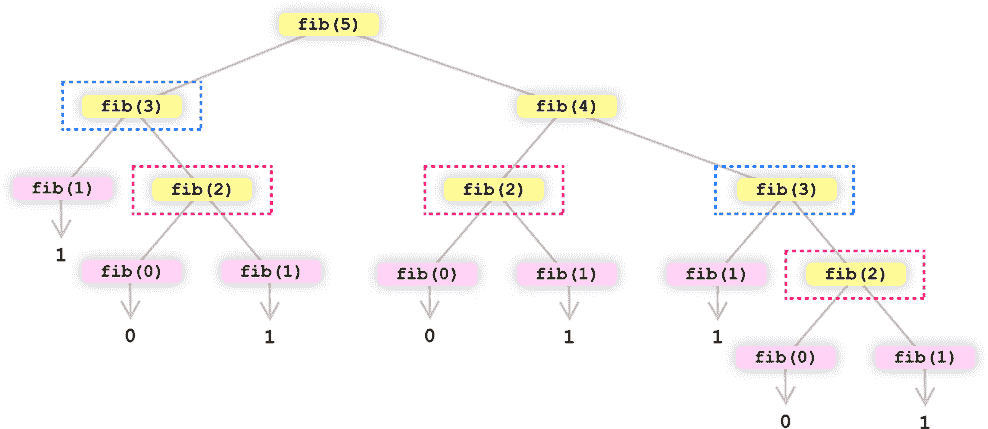 fib(5)
fib(3) fib(4)
fib(1) fib(2) fib(2) fib(3)
1
fib(0) fib(1) fib(0) fib(1) fib(1) fib(2)
0 1 0 1 1
fib(0) fib(1)
0 1